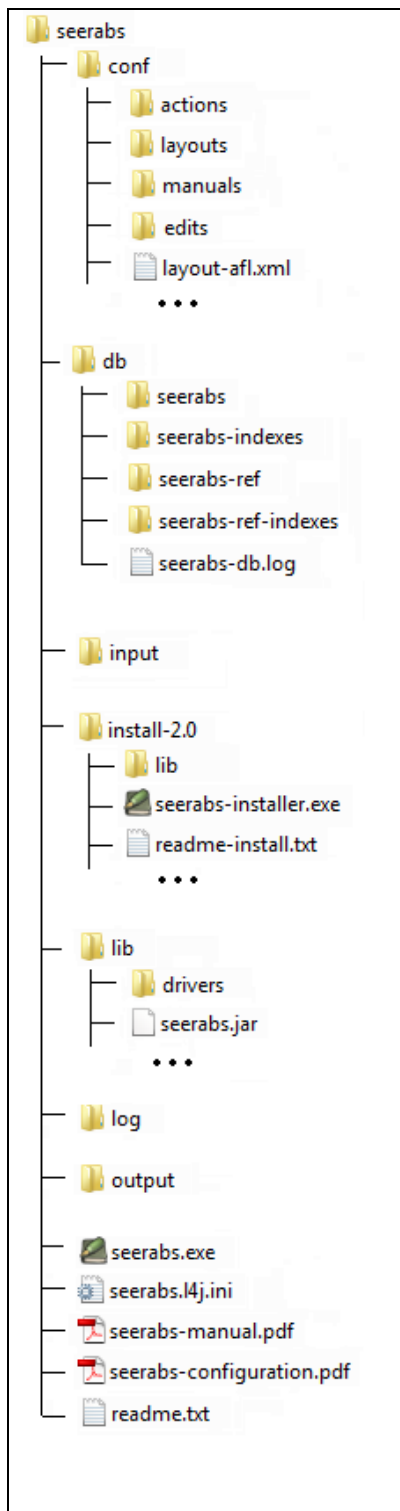 seerabs
conf
actions
layouts
manuals
edits
layout-afl.xml
•••
db
seerabs
seerabs-indexes
seerabs-ref
seerabs-ref-indexes
seerabs-db.log
input
install-2.0
lib
seerabs-installer.exe
readme-install.txt
•••
lib
drivers
seerabs.jar
•••
log
output
seerabs.exe
seerabs.l4j.ini
seerabs-manual.pdf
seerabs-configuration.pdf
readme.txt